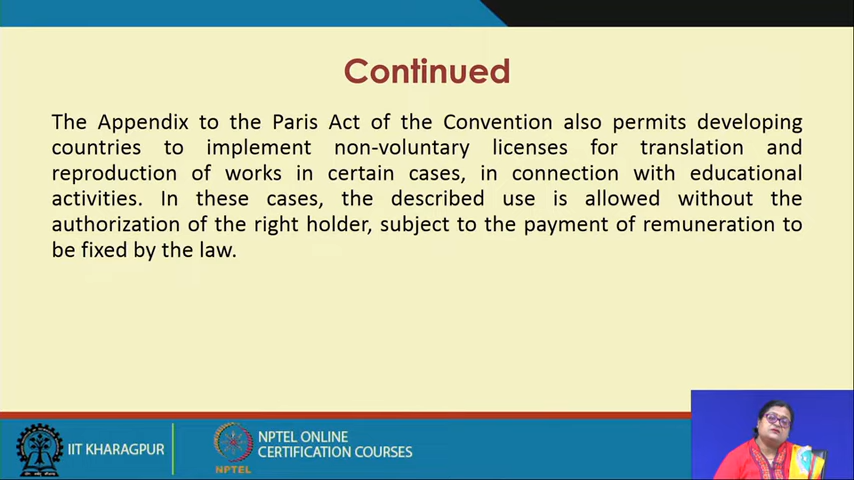 Continued
The Appendix to the Paris Act of the Convention also permits developing
countries to implement non-voluntary licenses for translation and
reproduction of works in certain cases, in connection with educational
activities. In these cases, the described use is allowed without the
authorization of the right holder, subject to the payment of remuneration to
be fixed by the law.
IIT KHARAGPUR
NPTEL
NPTEL ONLINE
CERTIFICATION COURSES